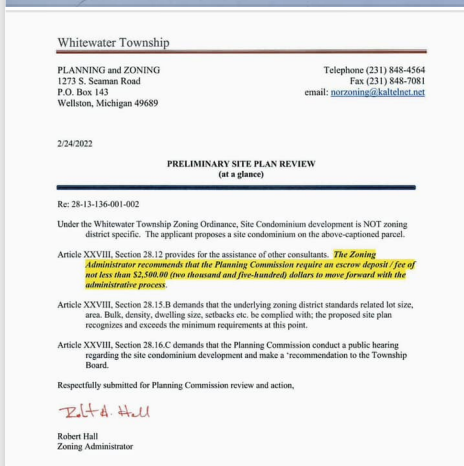 Whitewater Township
PLANNING and ZONING
1273 S. Seaman Road
P.O. Box 143
Wellston, Michigan 49689
Telephone (231) 848-4564
Fax (231) 848-7081
email: norzoning@kaltelnet.net
2/24/2022
PRELIMINARY SITE PLAN REVIEW
(at a glance)
Re: 28-13-136-001-002
Under the Whitewater Township Zoning Ordinance, Site Condominium development is NOT zoning
district specific. The applicant proposes a site condominium on the above-captioned parcel.
Article XXVIII, Section 28.12 provides for the assistance of other consultants. The Zoning
Administrator recommends that the Planning Commission require an escrow deposit / fee of
not less than $2,500.00 (two thousand and five-hundred) dollars to move forward with the
administrative process.
Article XXVIII, Section 28.15.B demands that the underlying zoning district standards related lot size,
area. Bulk, density, dwelling size, setbacks etc. be complied with; the proposed site plan
recognizes and exceeds the minimum requirements at this point.
Article XXVIII, Section 28.16.C demands that the Planning Commission conduct a public hearing
regarding the site condominium development and make a 'recommendation to the Township
Board.
Respectfully submitted for Planning Commission review and action,
Robert Hall
Zoning Administrator